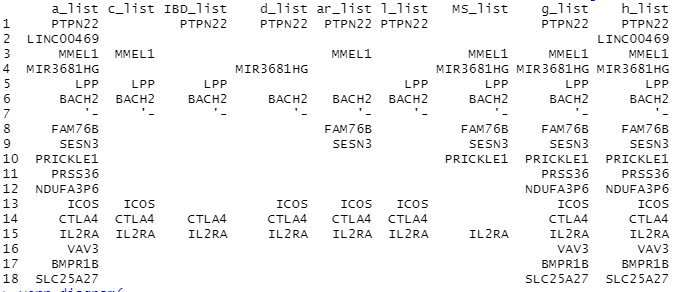 a_list c_list IBD_list d_list ar_list l_list MS_list g_list h_list
1 PTPN22 PTPN22 PTPN22 PTPN22 PTPN22 PTPN22 PTPN22
2 LINC00469 LINC00469
3 MMEL1 MMEL1 MMEL1 MMEL1 MMEL1 MMEL1
4 MIR3681HG MIR3681HG MIR3681HG MIR3681HG MIR3681HG
5 LPP LPP LPP LPP LPP LPP LPP
6 BACH2 BACH2 BACH2 BACH2 BACH2 BACH2 BACH2 BACH2 BACH2
7 '- '- '- '- '- '- '- '- '-
8 FAM76B FAM76B FAM76B FAM76B FAM76B
9 SESN3 SESN3 SESN3 SESN3 SESN3
10 PRICKLE1 PRICKLE1 PRICKLE1 PRICKLE1
11 PRSS36 PRSS36 PRSS36
12 NDUFA3P6 NDUFA3P6 NDUFA3P6
13 ICOS ICOS ICOS ICOS ICOS ICOS ICOS
14 CTLA4 CTLA4 CTLA4 CTLA4 CTLA4 CTLA4 CTLA4 CTLA4
15 IL2RA IL2RA IL2RA IL2RA IL2RA IL2RA IL2RA IL2RA IL2RA
16 VAV3 VAV3 VAV3
17 BMPR1B BMPR1B BMPR1B
18 SLC25A27 SLC25A27 SLC25A27